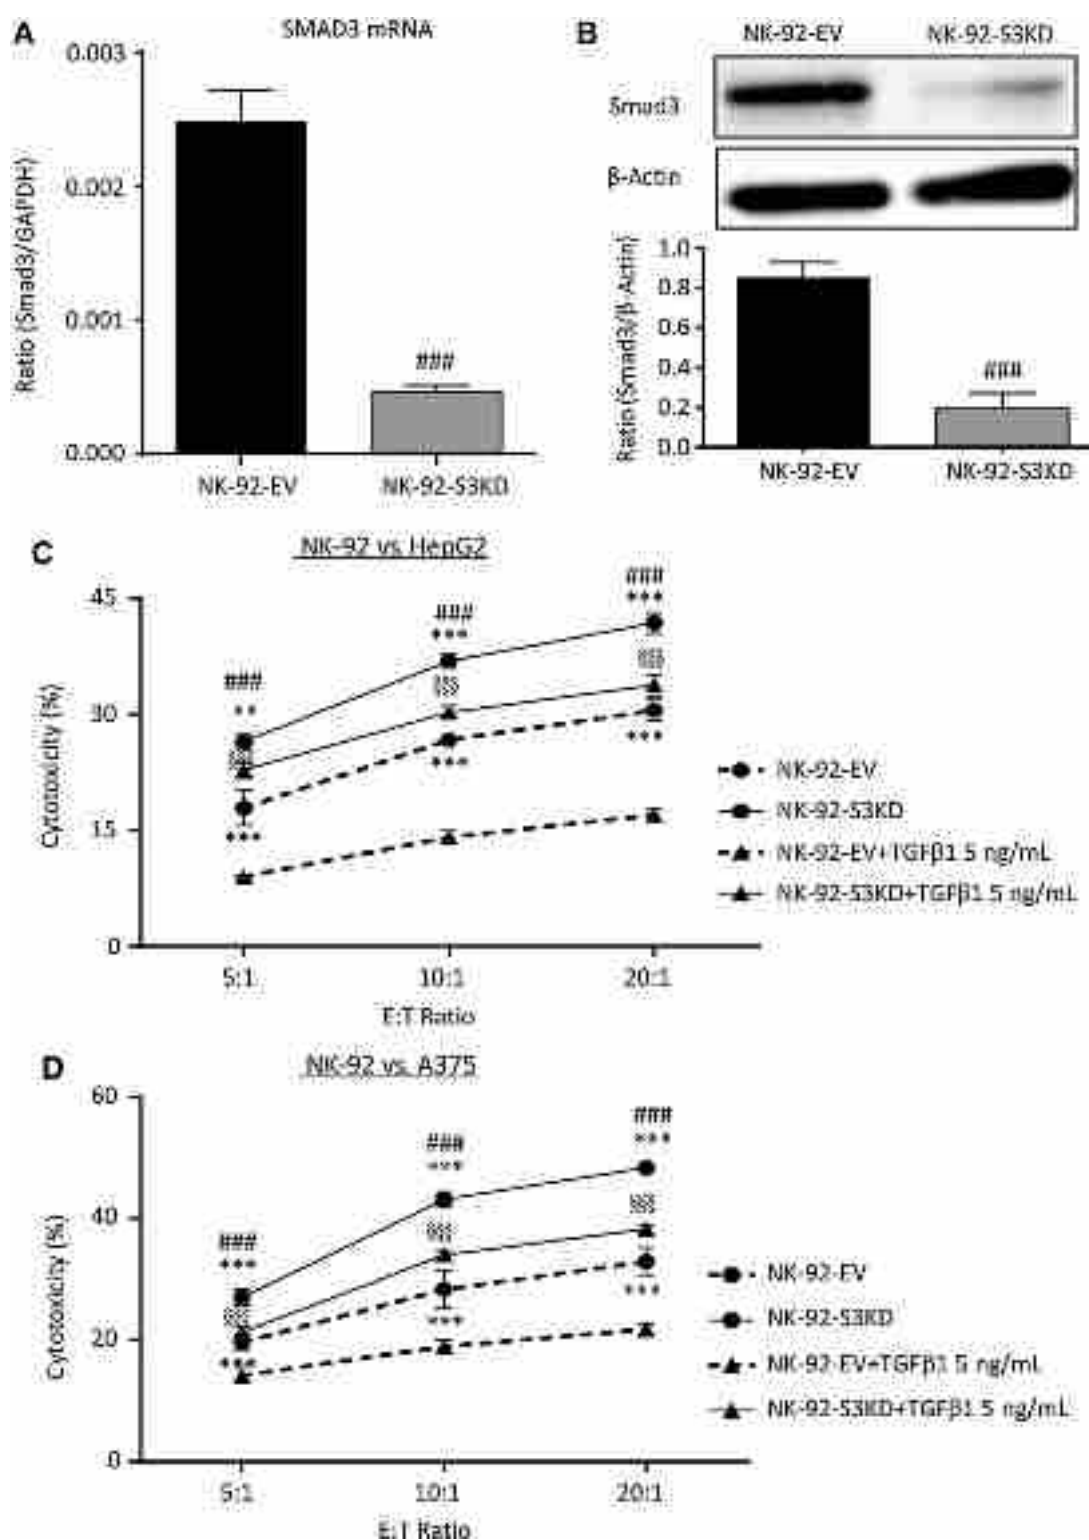 A
SMAD3 mRNA
Ratio (Smad3/GAPDH)
0.003
0.002
0.001
0.000
###
NK-92-EV
NK-92-S3KD
B
NK-92-EV
NK-92-S3KD
Smad3
β-Actin
Ratio (Smad3/β-Actin)
1.0
0.8
0.6
0.4
0.2
0.0
###
NK-92-EV
NK-92-S3KD
C
NK-92 vs HepG2
Cytotoxicity (%)
45
30
15
0
###
**
§§§
***
###
***
§§§
***
###
***
§§§
***
5:1
10:1
20:1
E:T Ratio
NK-92-EV
NK-92-S3KD
NK-92-EV+TGFβ1 5 ng/mL
NK-92-S3KD+TGFβ1 5 ng/mL
D
NK-92 vs. A375
Cytotoxicity (%)
60
40
20
0
###
***
§§§
***
###
***
§§§
***
###
***
§§§
***
5:1
10:1
20:1
E:T Ratio
NK-92-EV
NK-92-S3KD
NK-92-EV+TGFβ1 5 ng/mL
NK-92-S3KD+TGFβ1 5 ng/mL